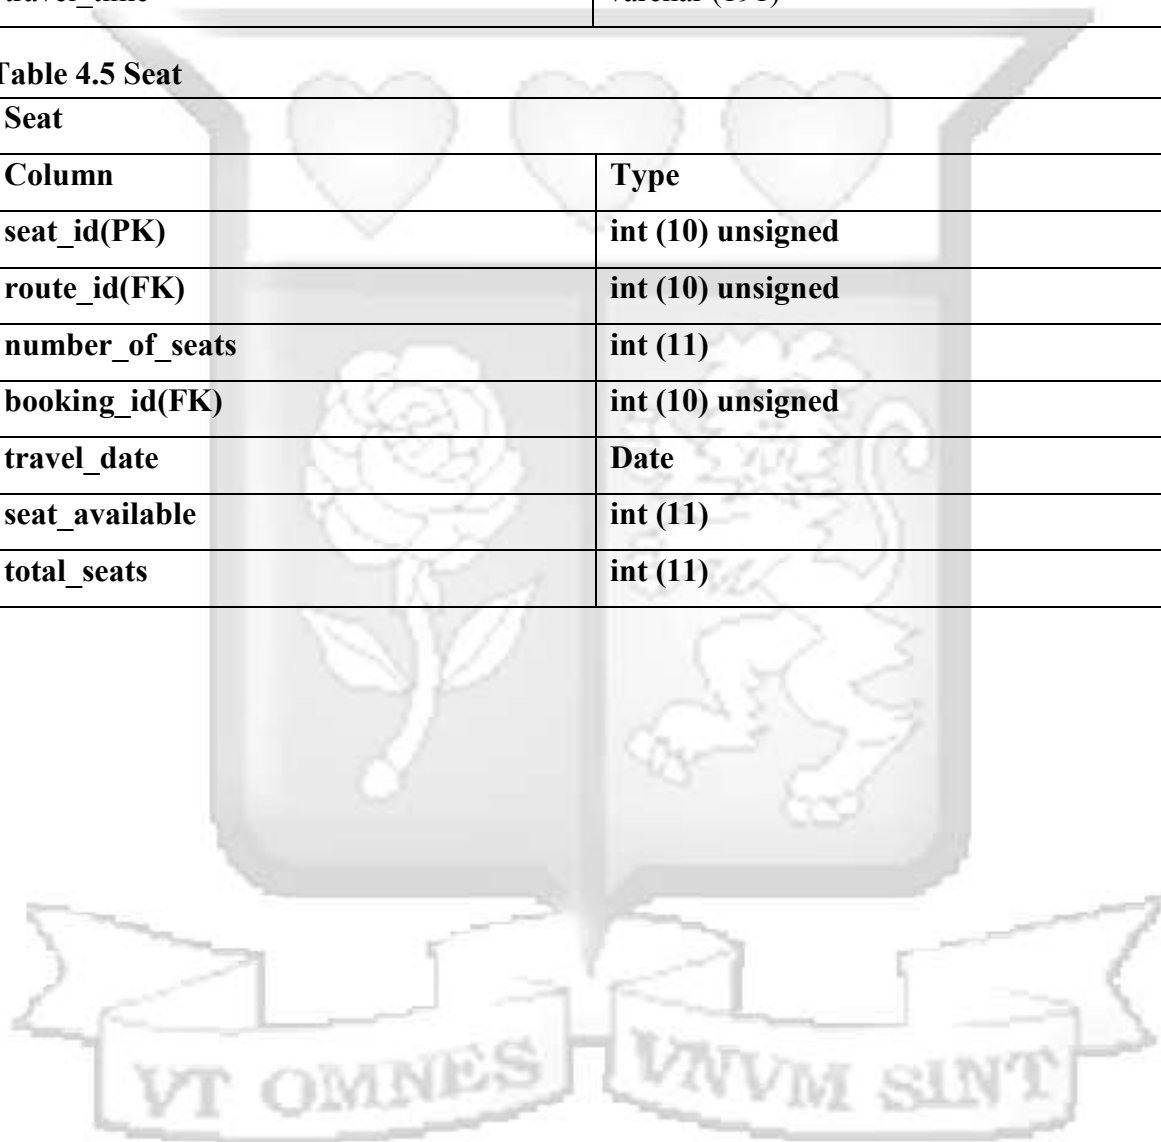 Table 4.5 Seat
Seat
Column Type
seat_id(PK) int (10) unsigned
route_id(FK) int (10) unsigned
number_of_seats int (11)
booking_id(FK) int (10) unsigned
travel_date Date
seat_available int (11)
total_seats int (11)
VT OMNES VNVM SINT